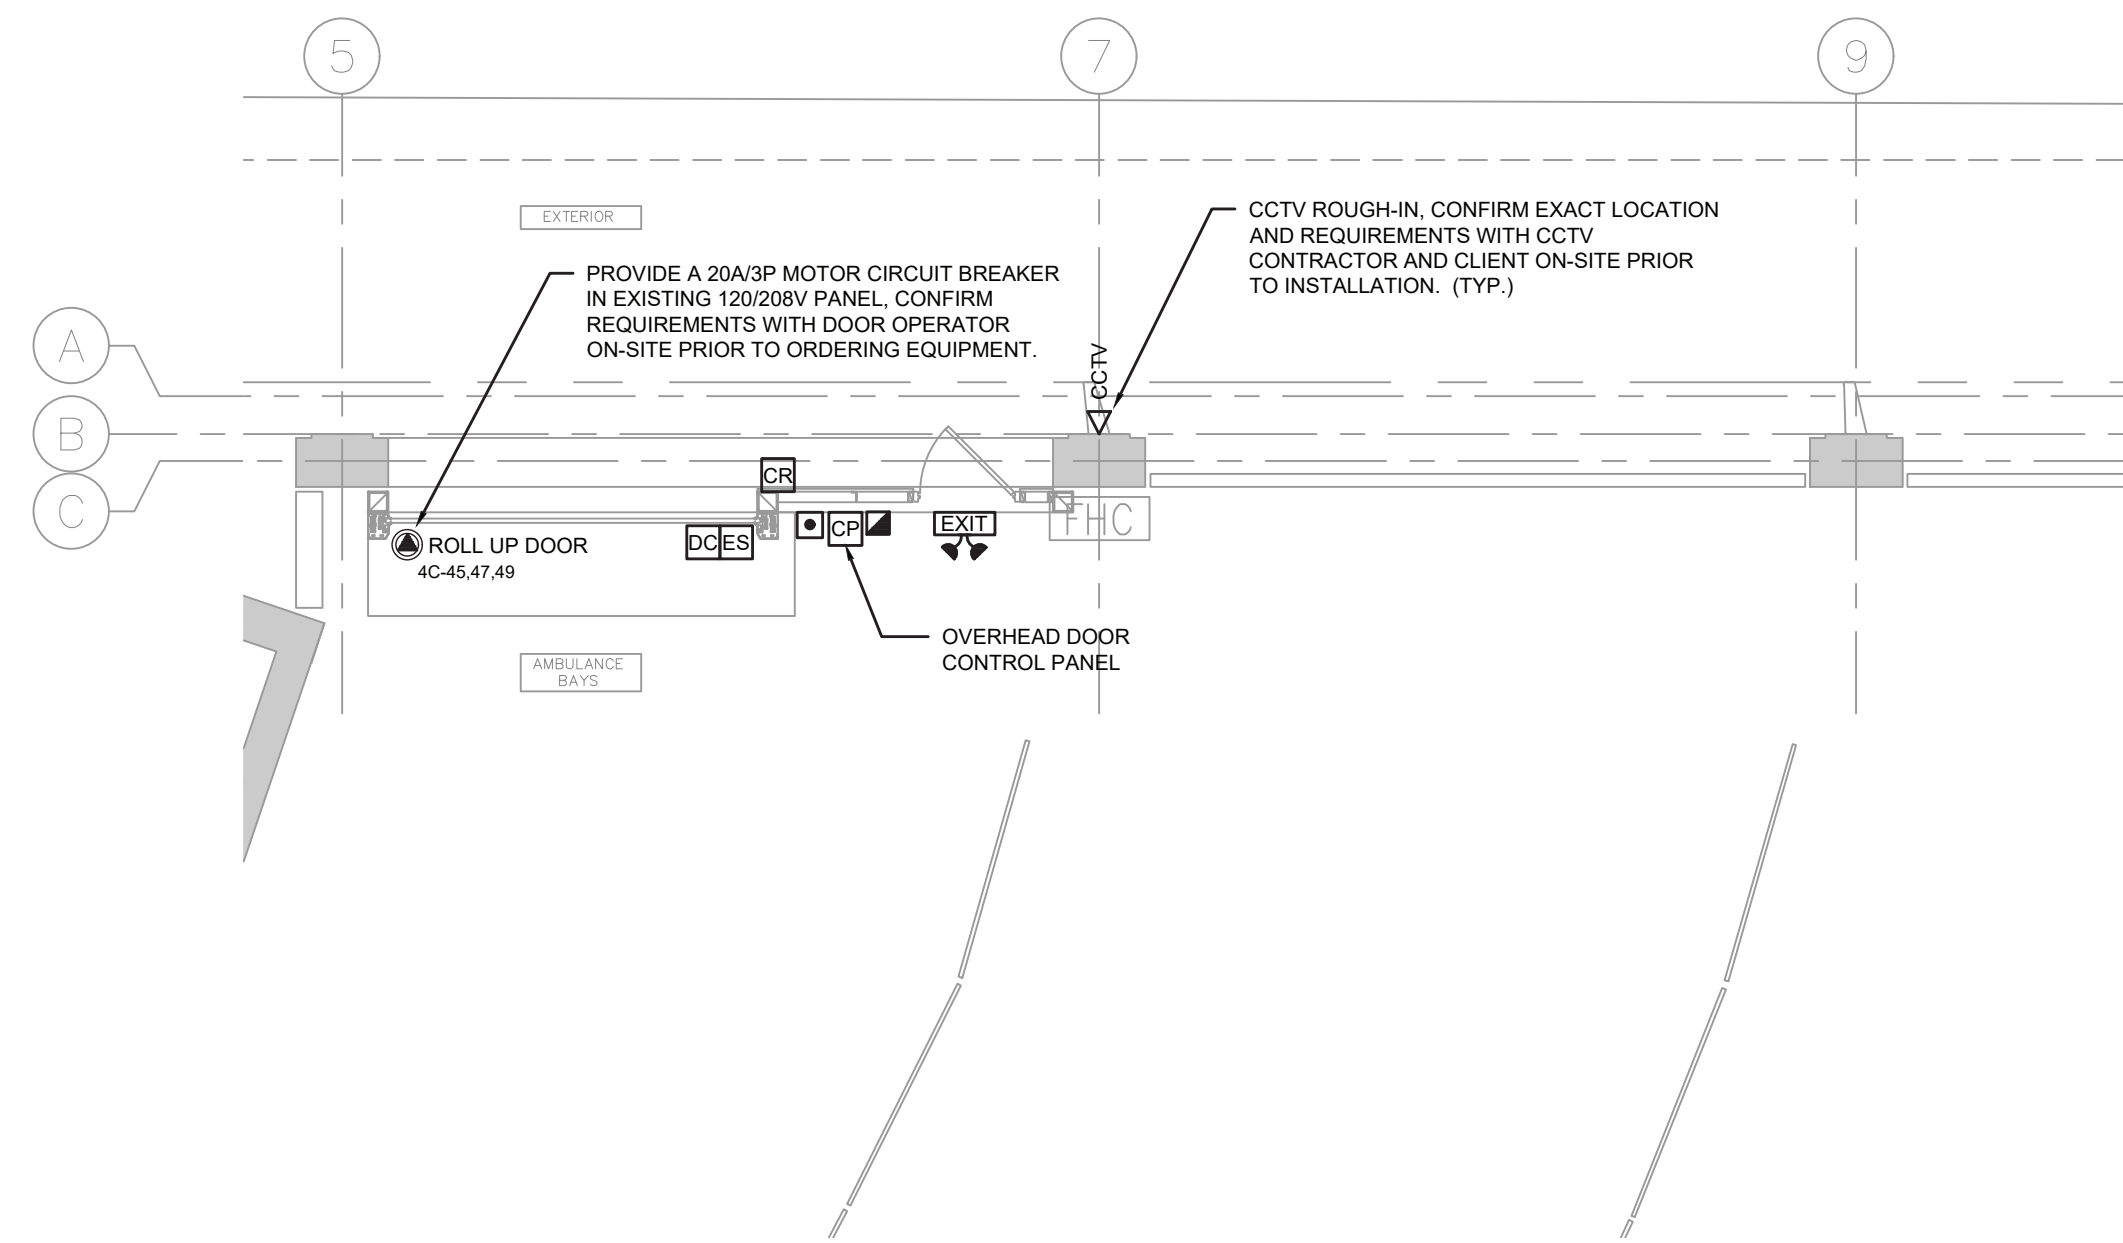 5
7
9
EXTERIOR
CCTV ROUGH-IN, CONFIRM EXACT LOCATION
AND REQUIREMENTS WITH CCTV
CONTRACTOR AND CLIENT ON-SITE PRIOR
TO INSTALLATION. (TYP.)
PROVIDE A 20A/3P MOTOR CIRCUIT BREAKER
IN EXISTING 120/208V PANEL, CONFIRM
REQUIREMENTS WITH DOOR OPERATOR
ON-SITE PRIOR TO ORDERING EQUIPMENT.
A
CCTV
B
CR
C
FHC
EXIT
CP
DC ES
ROLL UP DOOR
4C-45,47,49
OVERHEAD DOOR
CONTROL PANEL
AMBULANCE
BAYS